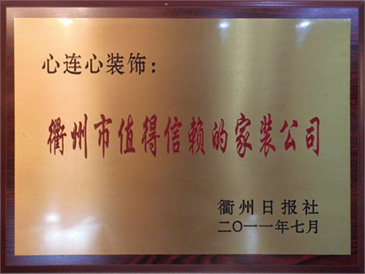 心连心装饰：
衢州市值得信赖的家装公司
衢州日报社
二〇一一年七月